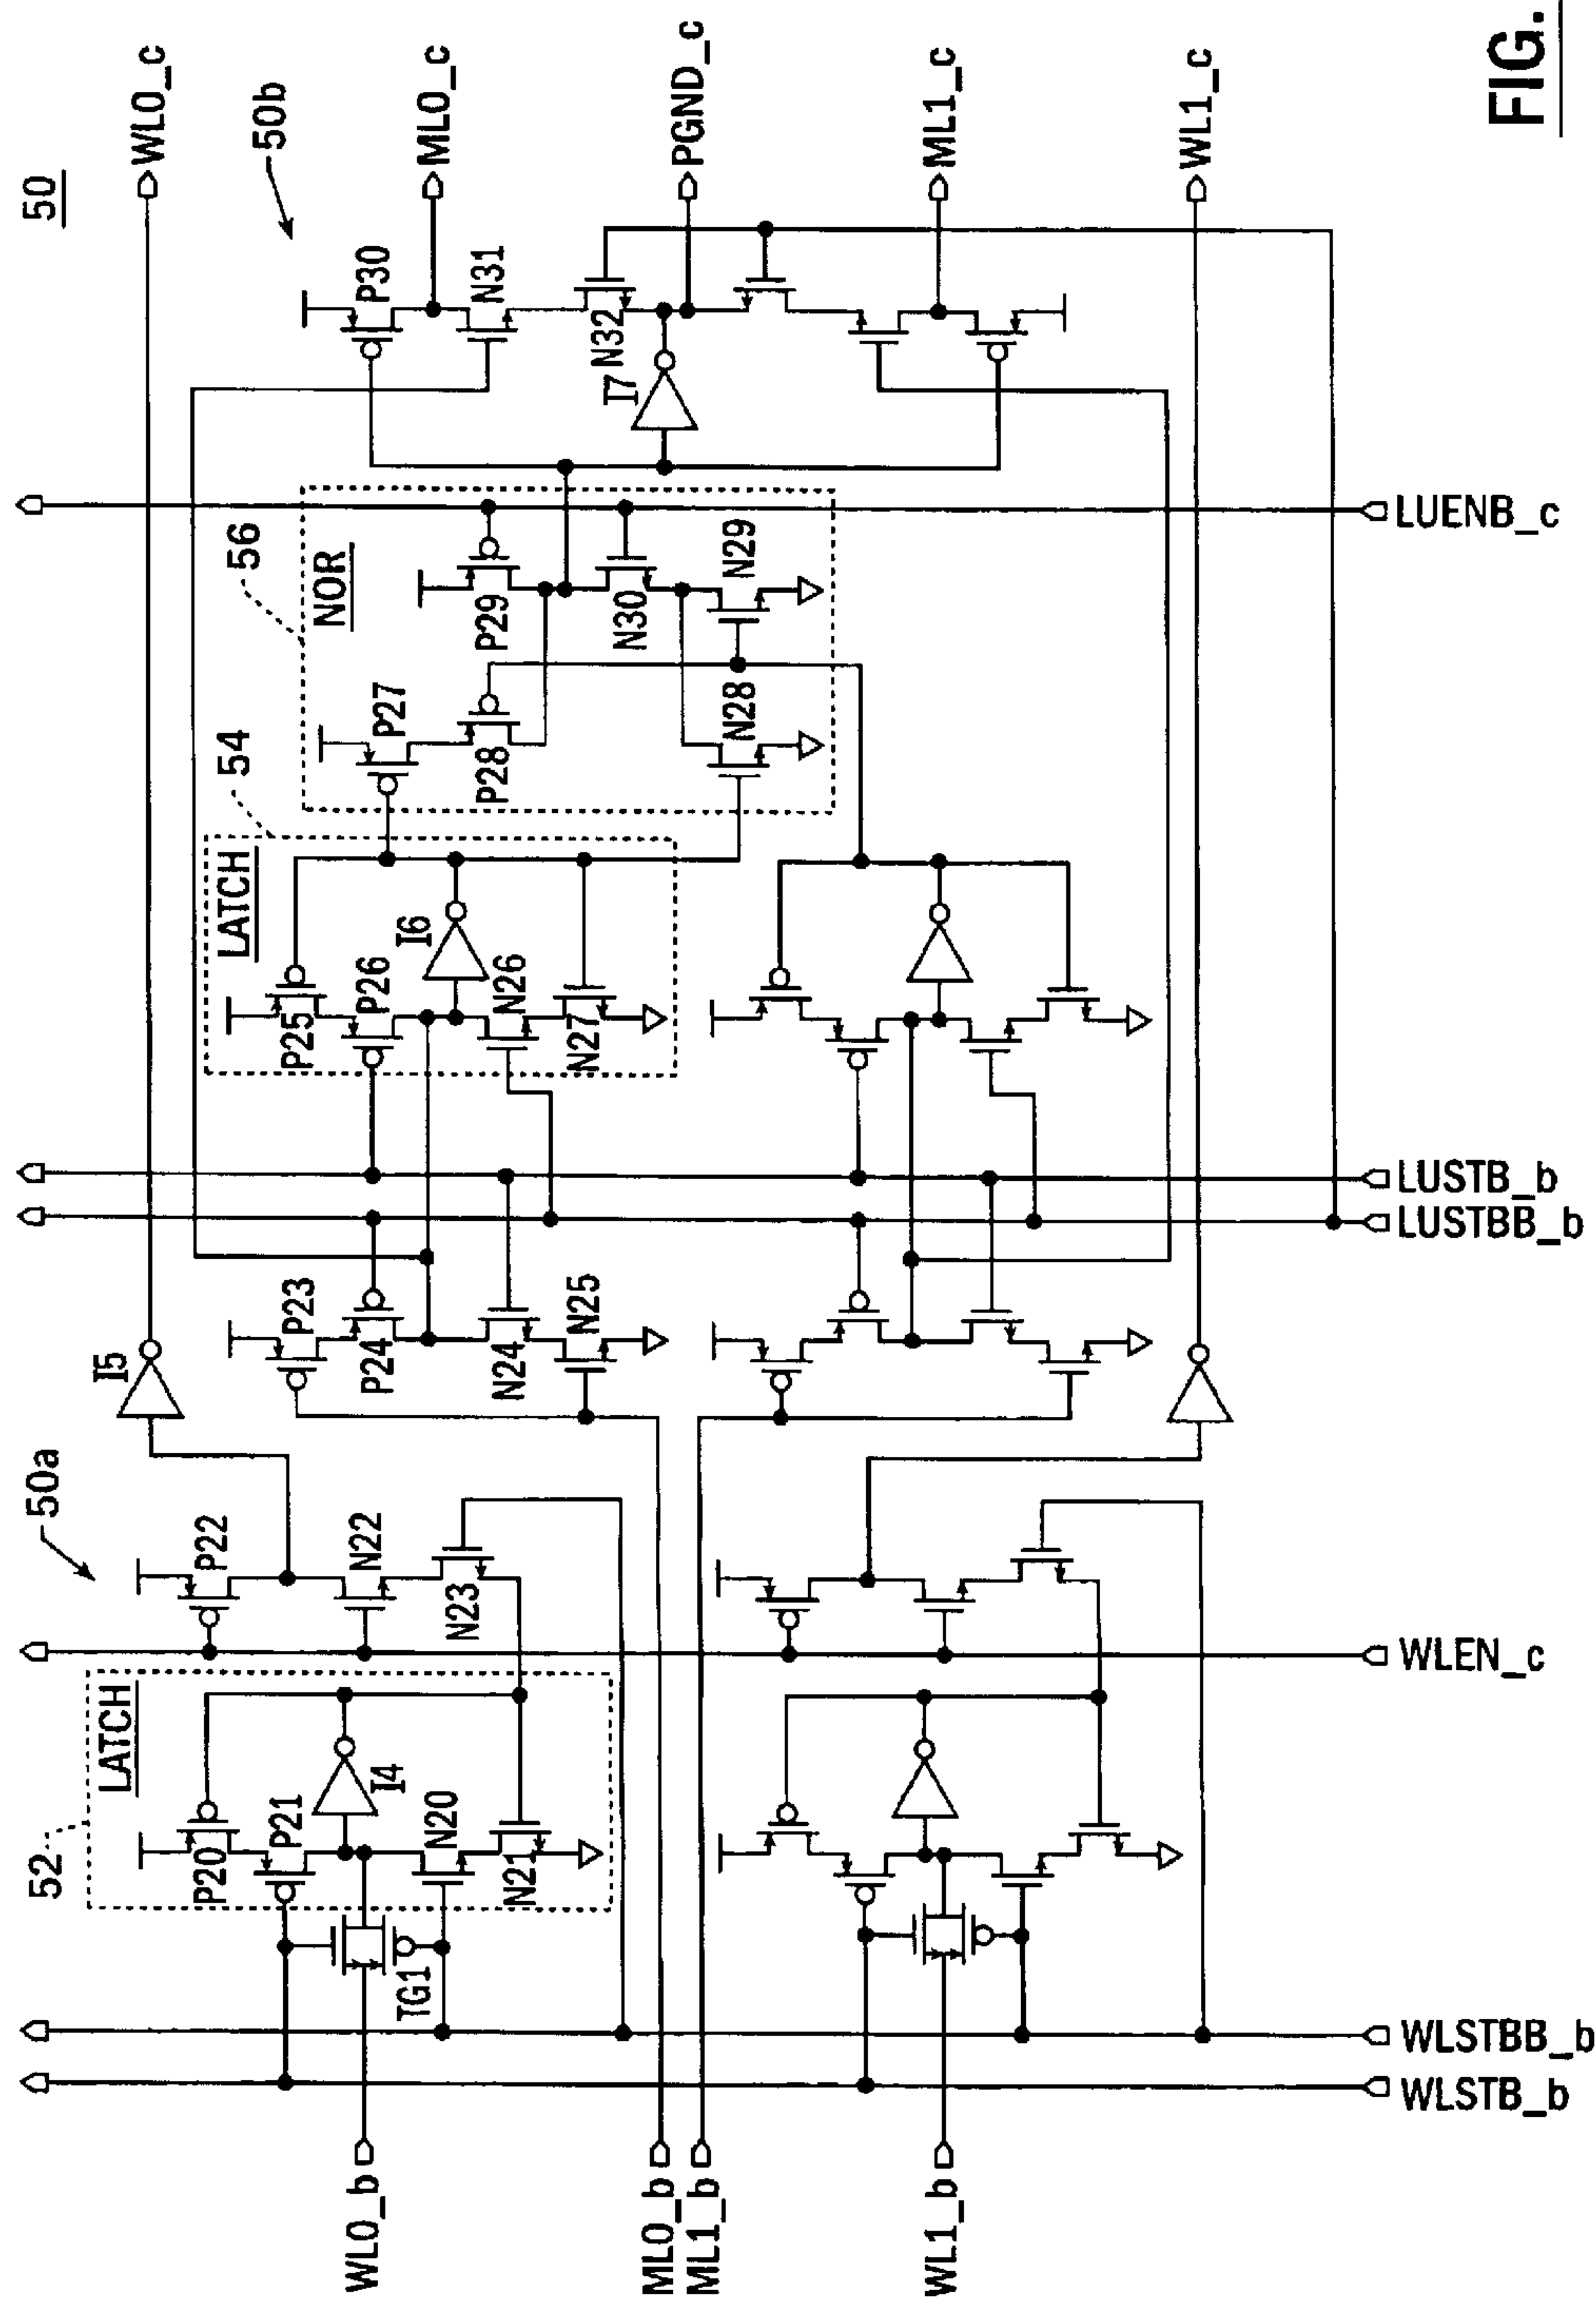 50
WL0_c
50b
ML0_c
PGND_c
ML1_c
WL1_c
FIG.
P30
N31
N32
I7
56
NOR
P29
N30
N29
P27
P28
N28
LUENB_c
54
LATCH
I6
P25
P26
N26
N27
LUSTB_b
LUSTBB_b
I5
P23
P24
N24
N25
50a
P22
N22
N23
WLEN_c
52
LATCH
I4
P20
P21
N20
N21
TG1
WLSTBB_b
WLSTB_b
WL0_b
ML0_b
ML1_b
WL1_b